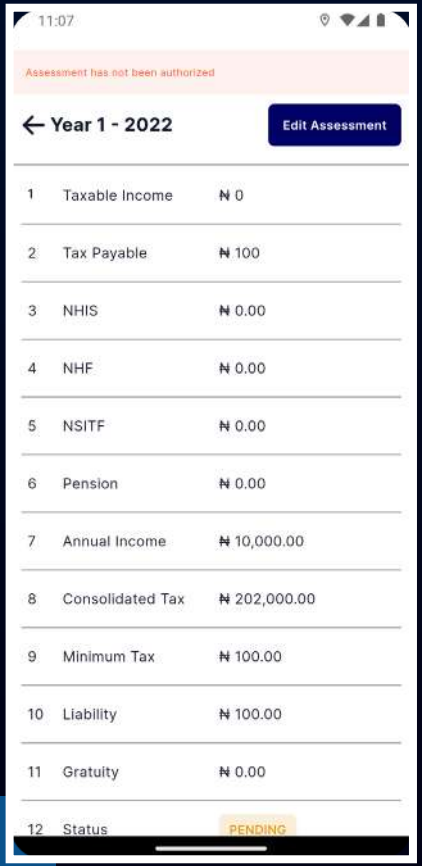 11:07
Assessment has not been authorized
← Year 1 - 2022 Edit Assessment
1 Taxable Income ₦ 0
2 Tax Payable ₦ 100
3 NHIS ₦ 0.00
4 NHF ₦ 0.00
5 NSITF ₦ 0.00
6 Pension ₦ 0.00
7 Annual Income ₦ 10,000.00
8 Consolidated Tax ₦ 202,000.00
9 Minimum Tax ₦ 100.00
10 Liability ₦ 100.00
11 Gratuity ₦ 0.00
12 Status PENDING